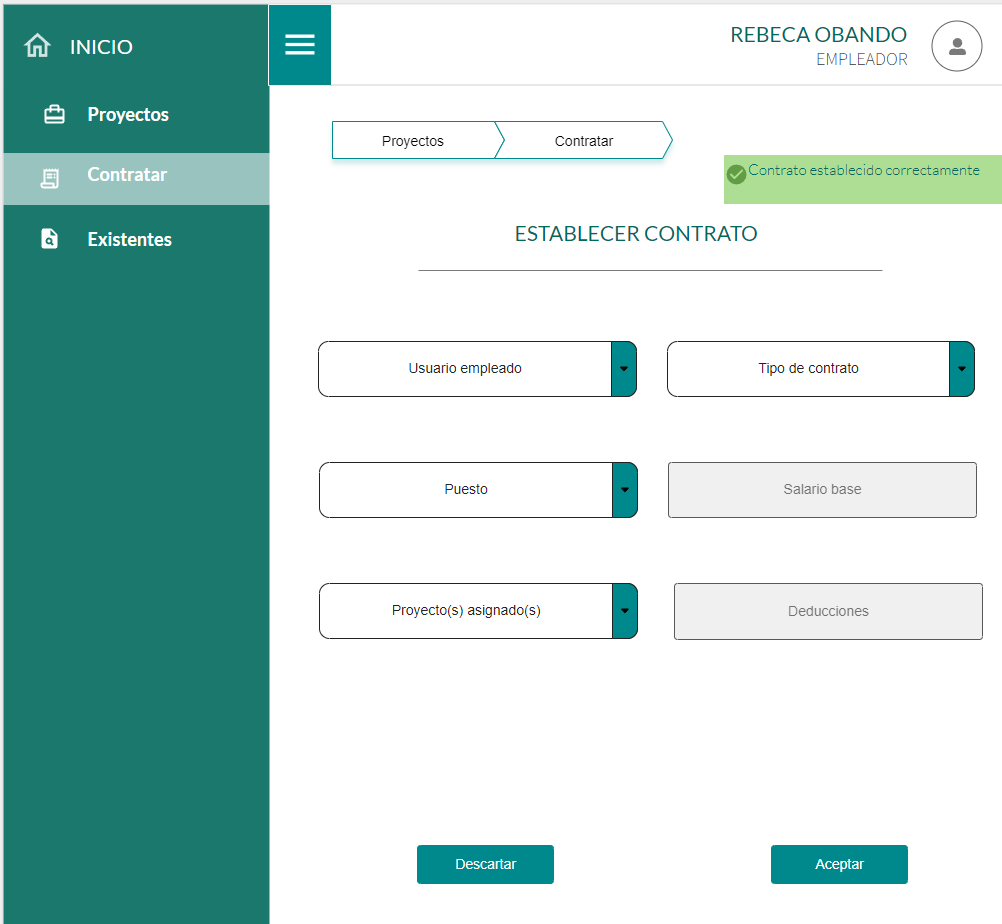 INICIO
Proyectos
Contratar
Existentes
REBECA OBANDO
EMPLEADOR
Proyectos
Contratar
Contrato establecido correctamente
ESTABLECER CONTRATO
Usuario empleado
Tipo de contrato
Puesto
Salario base
Proyecto(s) asignado(s)
Deducciones
Descartar
Aceptar